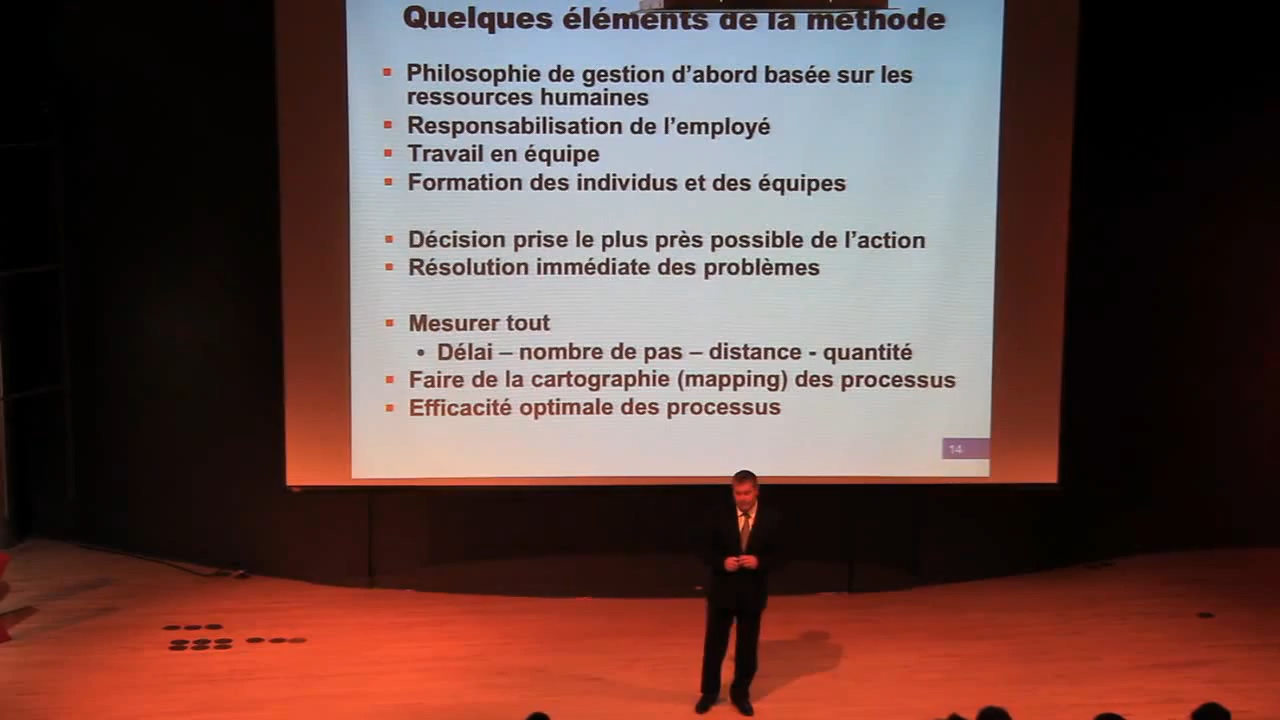 Quelques éléments de la méthode
▪ Philosophie de gestion d’abord basée sur les
ressources humaines
▪ Responsabilisation de l’employé
▪ Travail en équipe
▪ Formation des individus et des équipes
▪ Décision prise le plus près possible de l’action
▪ Résolution immédiate des problèmes
▪ Mesurer tout
• Délai – nombre de pas – distance - quantité
▪ Faire de la cartographie (mapping) des processus
▪ Efficacité optimale des processus
14